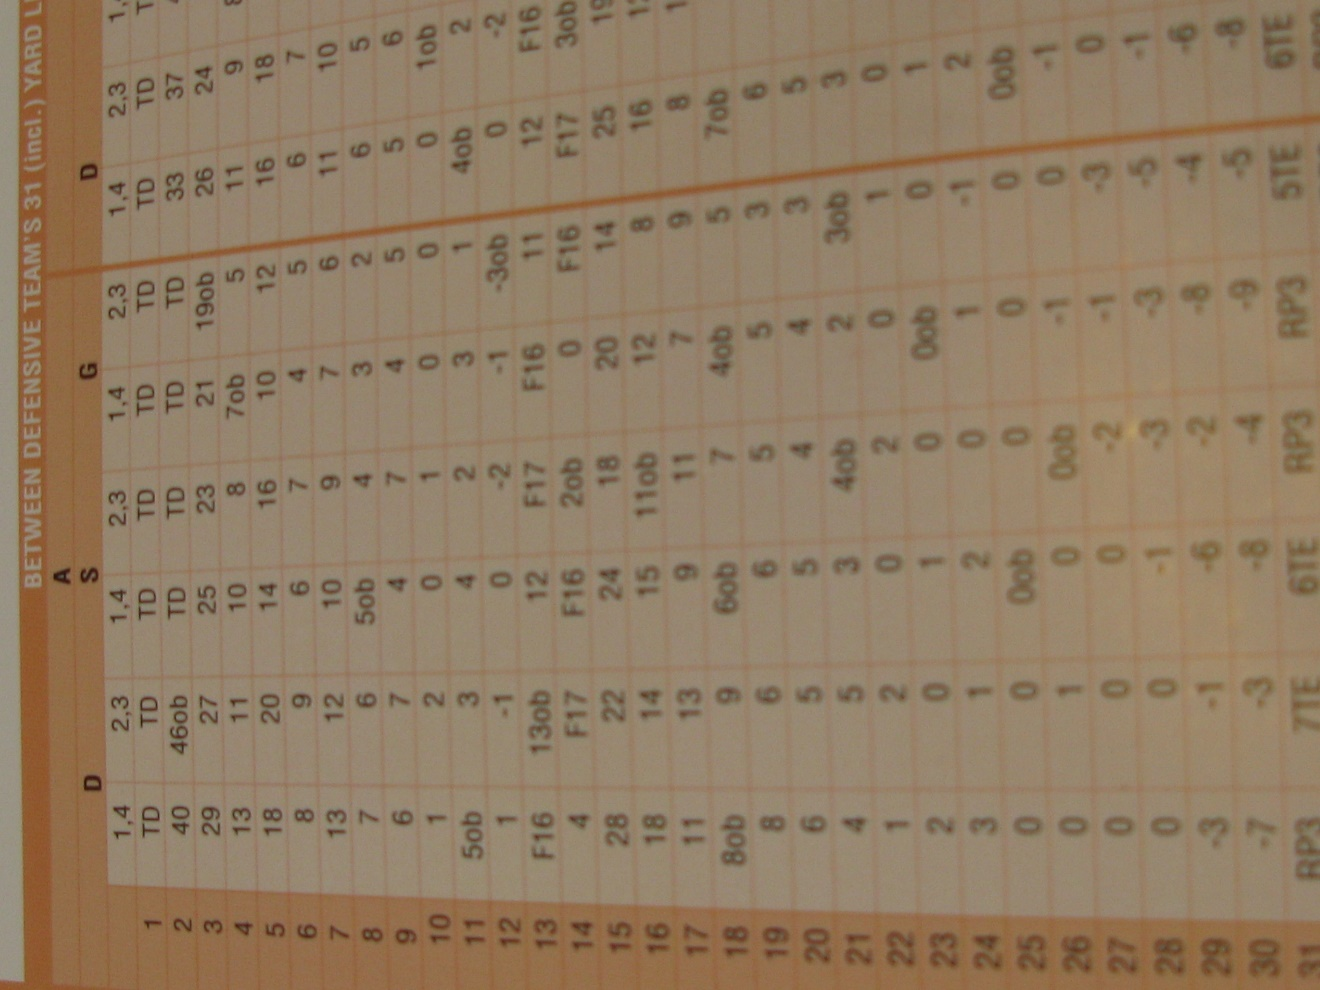 BETWEEN DEFENSIVE TEAM'S 31 (incl.) YARD
A
D S G D
1,4 2,3 1,4 2,3 1,4 2,3 1,4 2,3
1 TD TD TD TD TD TD TD TD
2 40 46ob TD TD TD TD 33 37
3 29 27 25 23 21 19ob 26 24
4 13 11 10 8 7ob 5 11 9
5 18 20 14 16 10 12 16 18
6 8 9 6 7 4 5 6 7
7 13 12 10 9 7 6 11 10
8 7 6 5ob 4 3 2 6 5
9 6 7 4 7 4 5 5 6
10 1 2 0 1 0 0 0 1ob
11 5ob 3 4 2 3 1 4ob 2
12 1 -1 0 -2 -1 -3ob 0 -2
13 F16 13ob 12 F17 F16 11 12 F16
14 4 F17 F16 2ob 0 F16 F17 3ob
15 28 22 24 18 20 14 25 19
16 18 14 15 11ob 12 8 16
17 11 13 9 11 7 9 8
18 8ob 9 6ob 7 4ob 5 7ob
19 8 6 6 5 5 3 6
20 6 5 5 4 4 3 5
21 4 5 3 4ob 2 3ob 3
22 1 2 0 2 0 1 0
23 2 0 1 0 0ob 0 1
24 3 1 2 0 1 -1 2
25 0 0 0ob 0 0 0 0ob
26 0 1 0 0ob -1 0 -1
27 0 0 0 -2 -1 -3 0
28 0 0 -1 -3 -3 -5 -1
29 -3 -1 -6 -2 -8 -4 -6
30 -7 -3 -8 -4 -9 -5 -8
31 RP3 7TE 6TE RP3 RP3 5TE 6TE